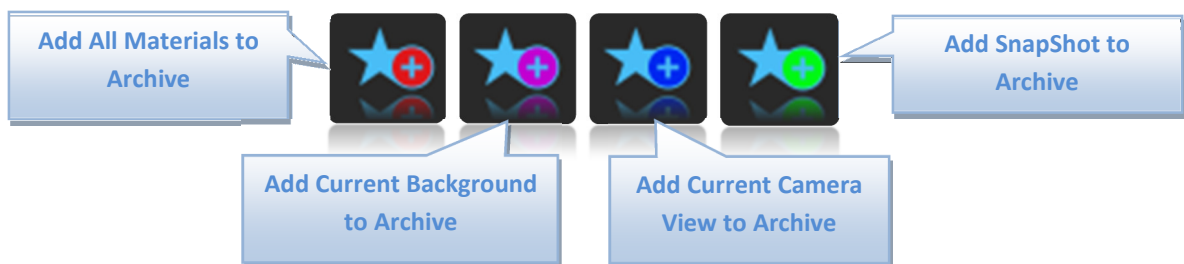 Add All Materials to
Archive
Add SnapShot to
Archive
Add Current Background
to Archive
Add Current Camera
View to Archive